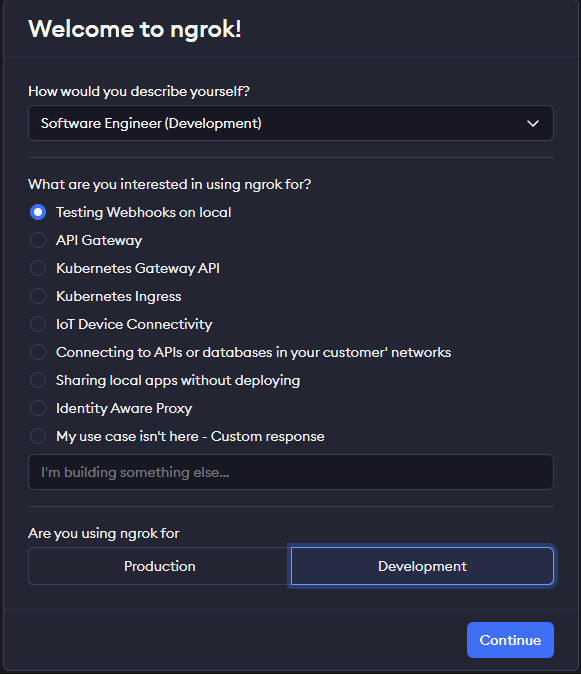 Welcome to ngrok!
How would you describe yourself?
Software Engineer (Development)
What are you interested in using ngrok for?
Testing Webhooks on local
API Gateway
Kubernetes Gateway API
Kubernetes Ingress
IoT Device Connectivity
Connecting to APIs or databases in your customer' networks
Sharing local apps without deploying
Identity Aware Proxy
My use case isn't here - Custom response
I'm building something else...
Are you using ngrok for
Production
Development
Continue